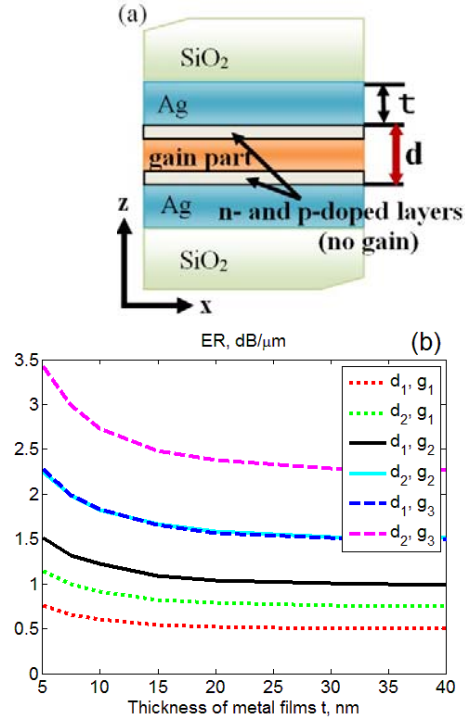 (a)
SiO2
Ag
t
gain part
d
z
Ag
n- and p-doped layers
(no gain)
SiO2
x
ER, dB/μm
(b)
3.5
3
2.5
2
1.5
1
0.5
0
d1, g1
d2, g1
d1, g2
d2, g2
d1, g3
d2, g3
5
10
15
20
25
30
35
40
Thickness of metal films t, nm